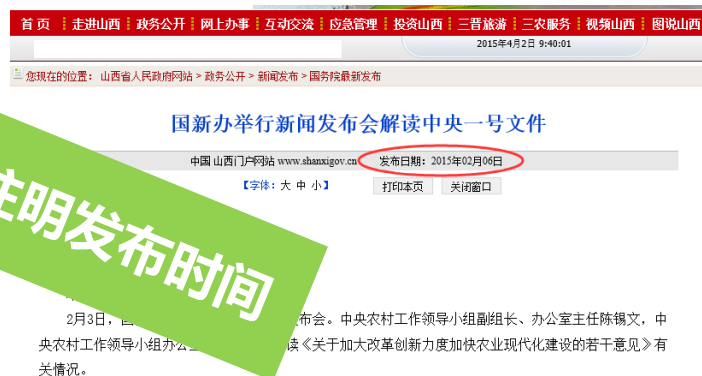 首 页 走进山西 政务公开 网上办事 互动交流 应急管理 投资山西 三晋旅游 三农服务 视频山西 图说山西
2015年4月2日 9:40:01
您现在的位置： 山西省人民政府网站 > 政务公开 > 新闻发布 > 国务院最新发布
国新办举行新闻发布会解读中央一号文件
中国 山西门户网站 www.shanxigov.cn 发布日期： 2015年02月06日
【字体：大 中 小】 打印本页 关闭窗口
注明发布时间
2月3日，国 布会。中央农村工作领导小组副组长、办公室主任陈锡文，中
央农村工作领导小组办公 读《关于加大改革创新力度加快农业现代化建设的若干意见》有
关情况。